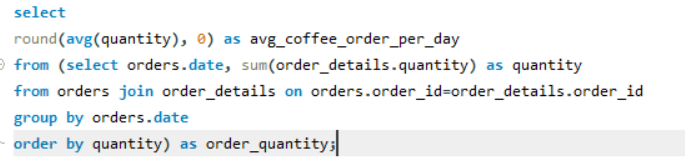 select
round(avg(quantity), 0) as avg_coffee_order_per_day
from (select orders.date, sum(order_details.quantity) as quantity
from orders join order_details on orders.order_id=order_details.order_id
group by orders.date
order by quantity) as order_quantity;